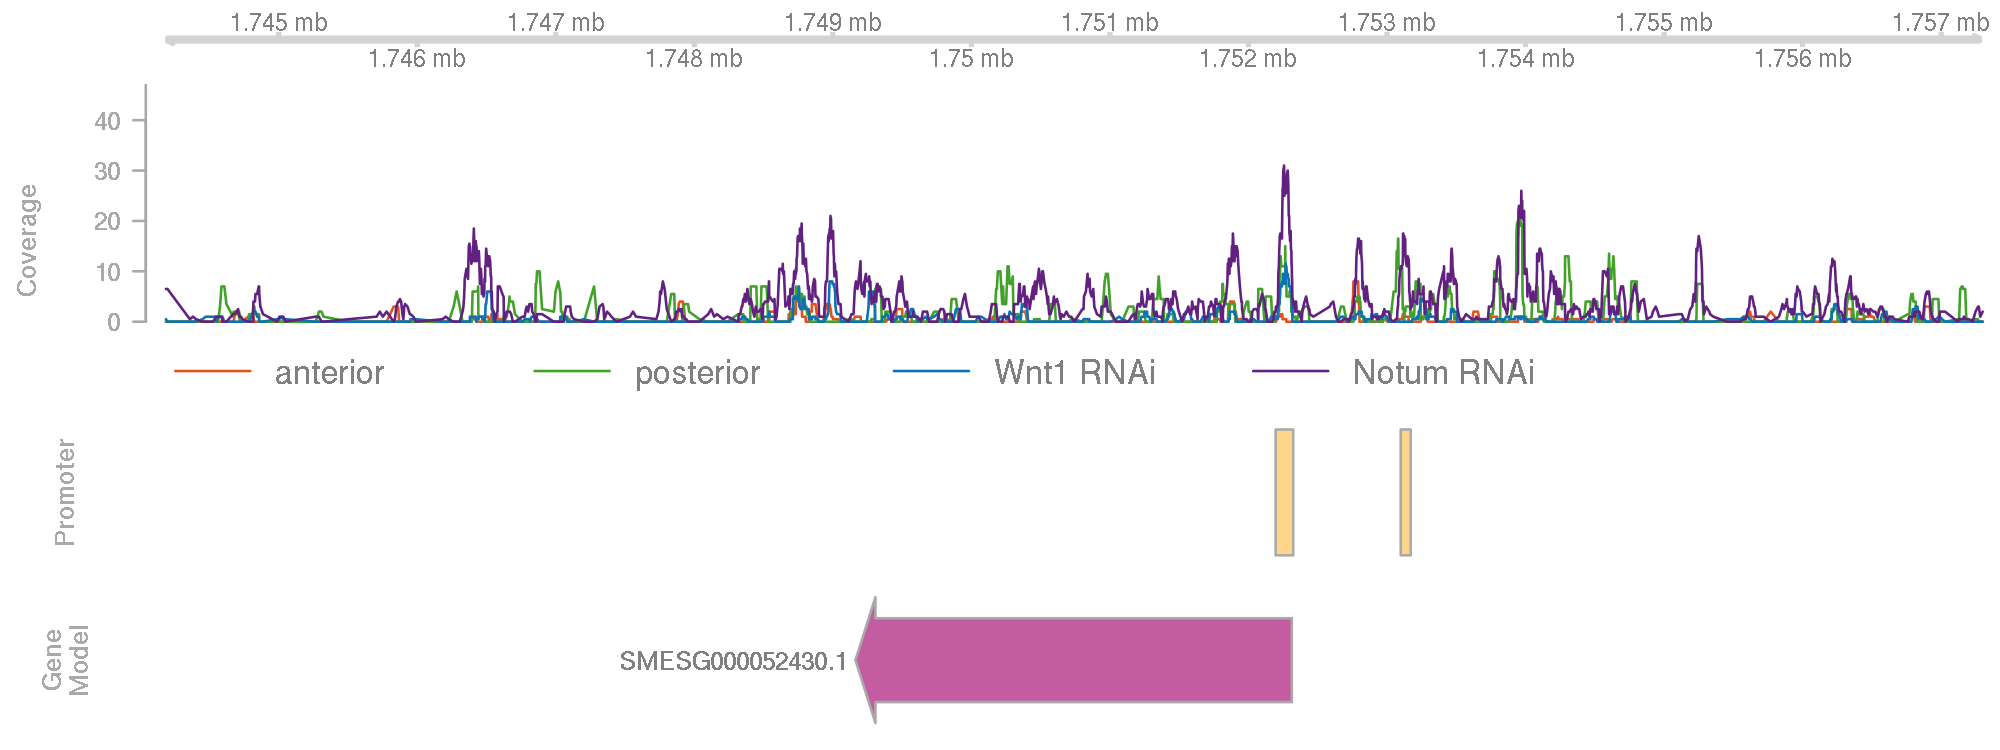 1.745 mb 1.747 mb 1.749 mb 1.751 mb 1.753 mb 1.755 mb 1.757 mb
1.746 mb 1.748 mb 1.75 mb 1.752 mb 1.754 mb 1.756 mb
Coverage
40
30
20
10
0
anterior posterior Wnt1 RNAi Notum RNAi
Promoter
Gene
Model
SMESG000052430.1